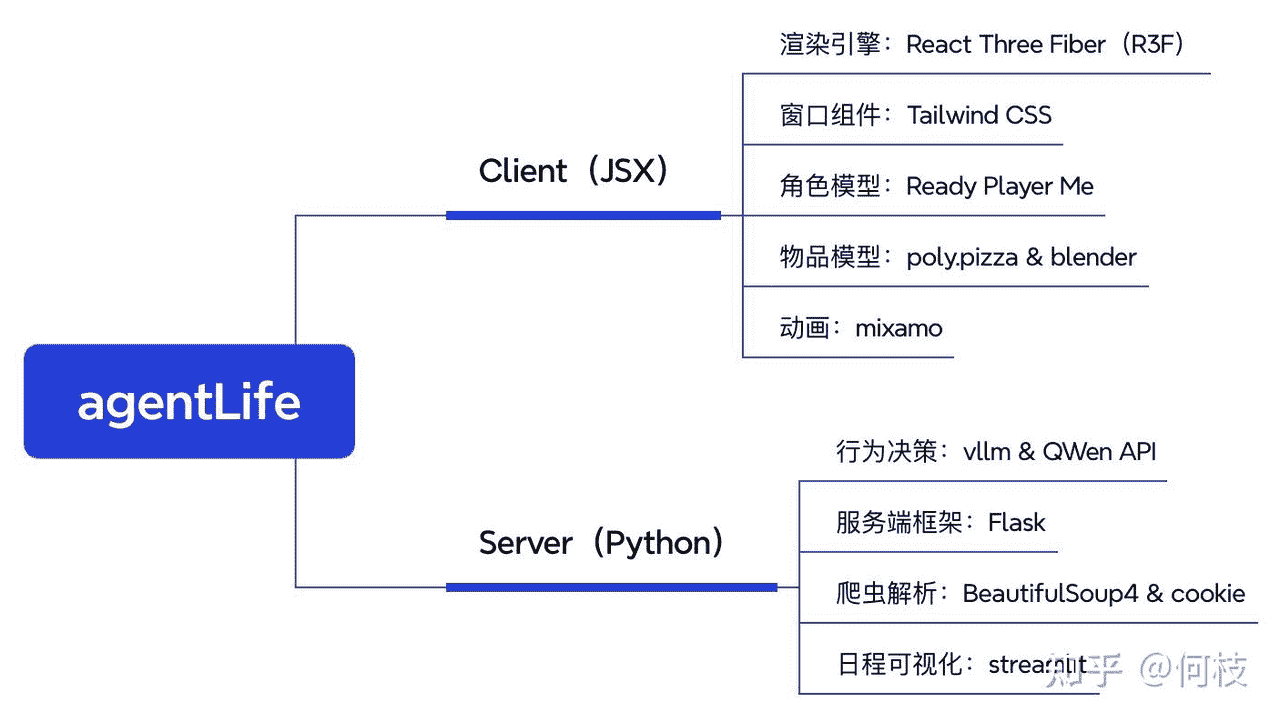 渲染引擎：React Three Fiber（R3F）
窗口组件：Tailwind CSS
Client（JSX）
角色模型：Ready Player Me
物品模型：poly.pizza & blender
动画：mixamo
agentLife
行为决策：vllm & QWen API
服务端框架：Flask
Server（Python）
爬虫解析：BeautifulSoup4 & cookie
日程可视化：streamlit
知乎 @何枝